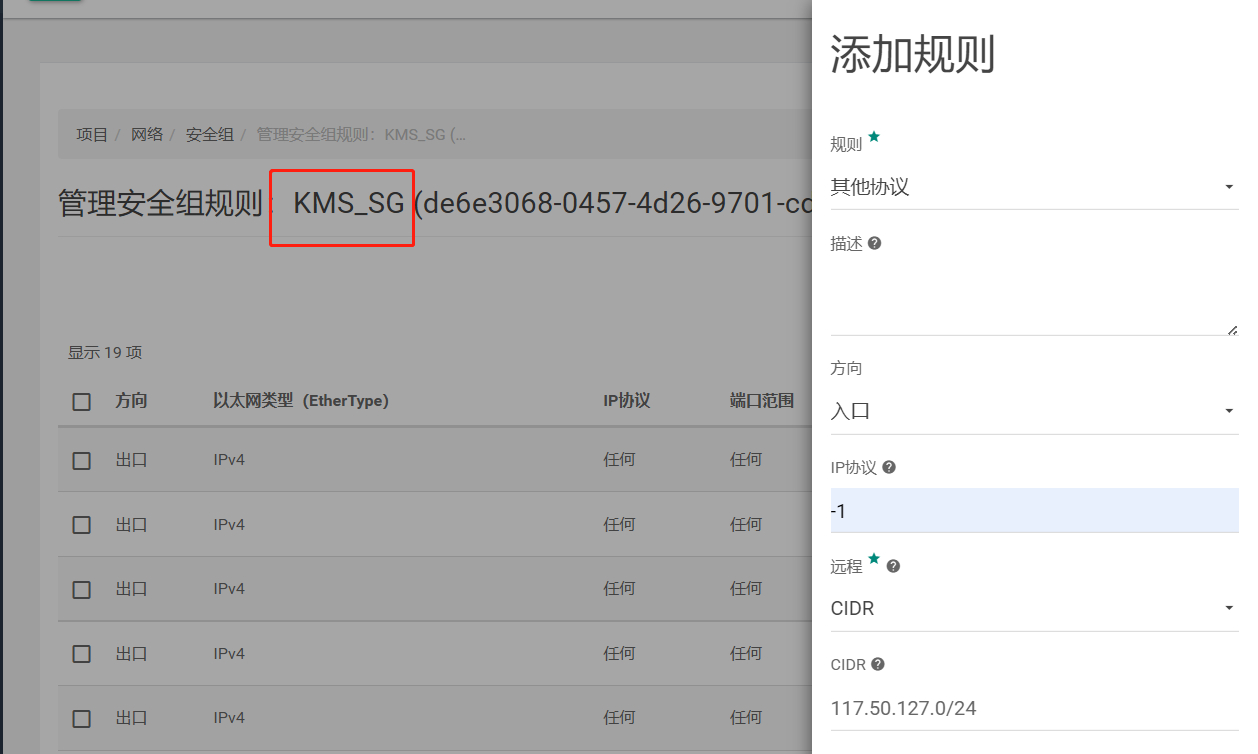 项目 / 网络 / 安全组 / 管理安全组规则：KMS_SG (…
管理安全组规则：KMS_SG (de6e3068-0457-4d26-9701-cd
显示 19 项
方向 以太网类型（EtherType） IP协议 端口范围
出口 IPv4 任何 任何
出口 IPv4 任何 任何
出口 IPv4 任何 任何
出口 IPv4 任何 任何
出口 IPv4 任何 任何
添加规则
规则
其他协议
描述
方向
入口
IP协议
-1
远程
CIDR
CIDR
117.50.127.0/24